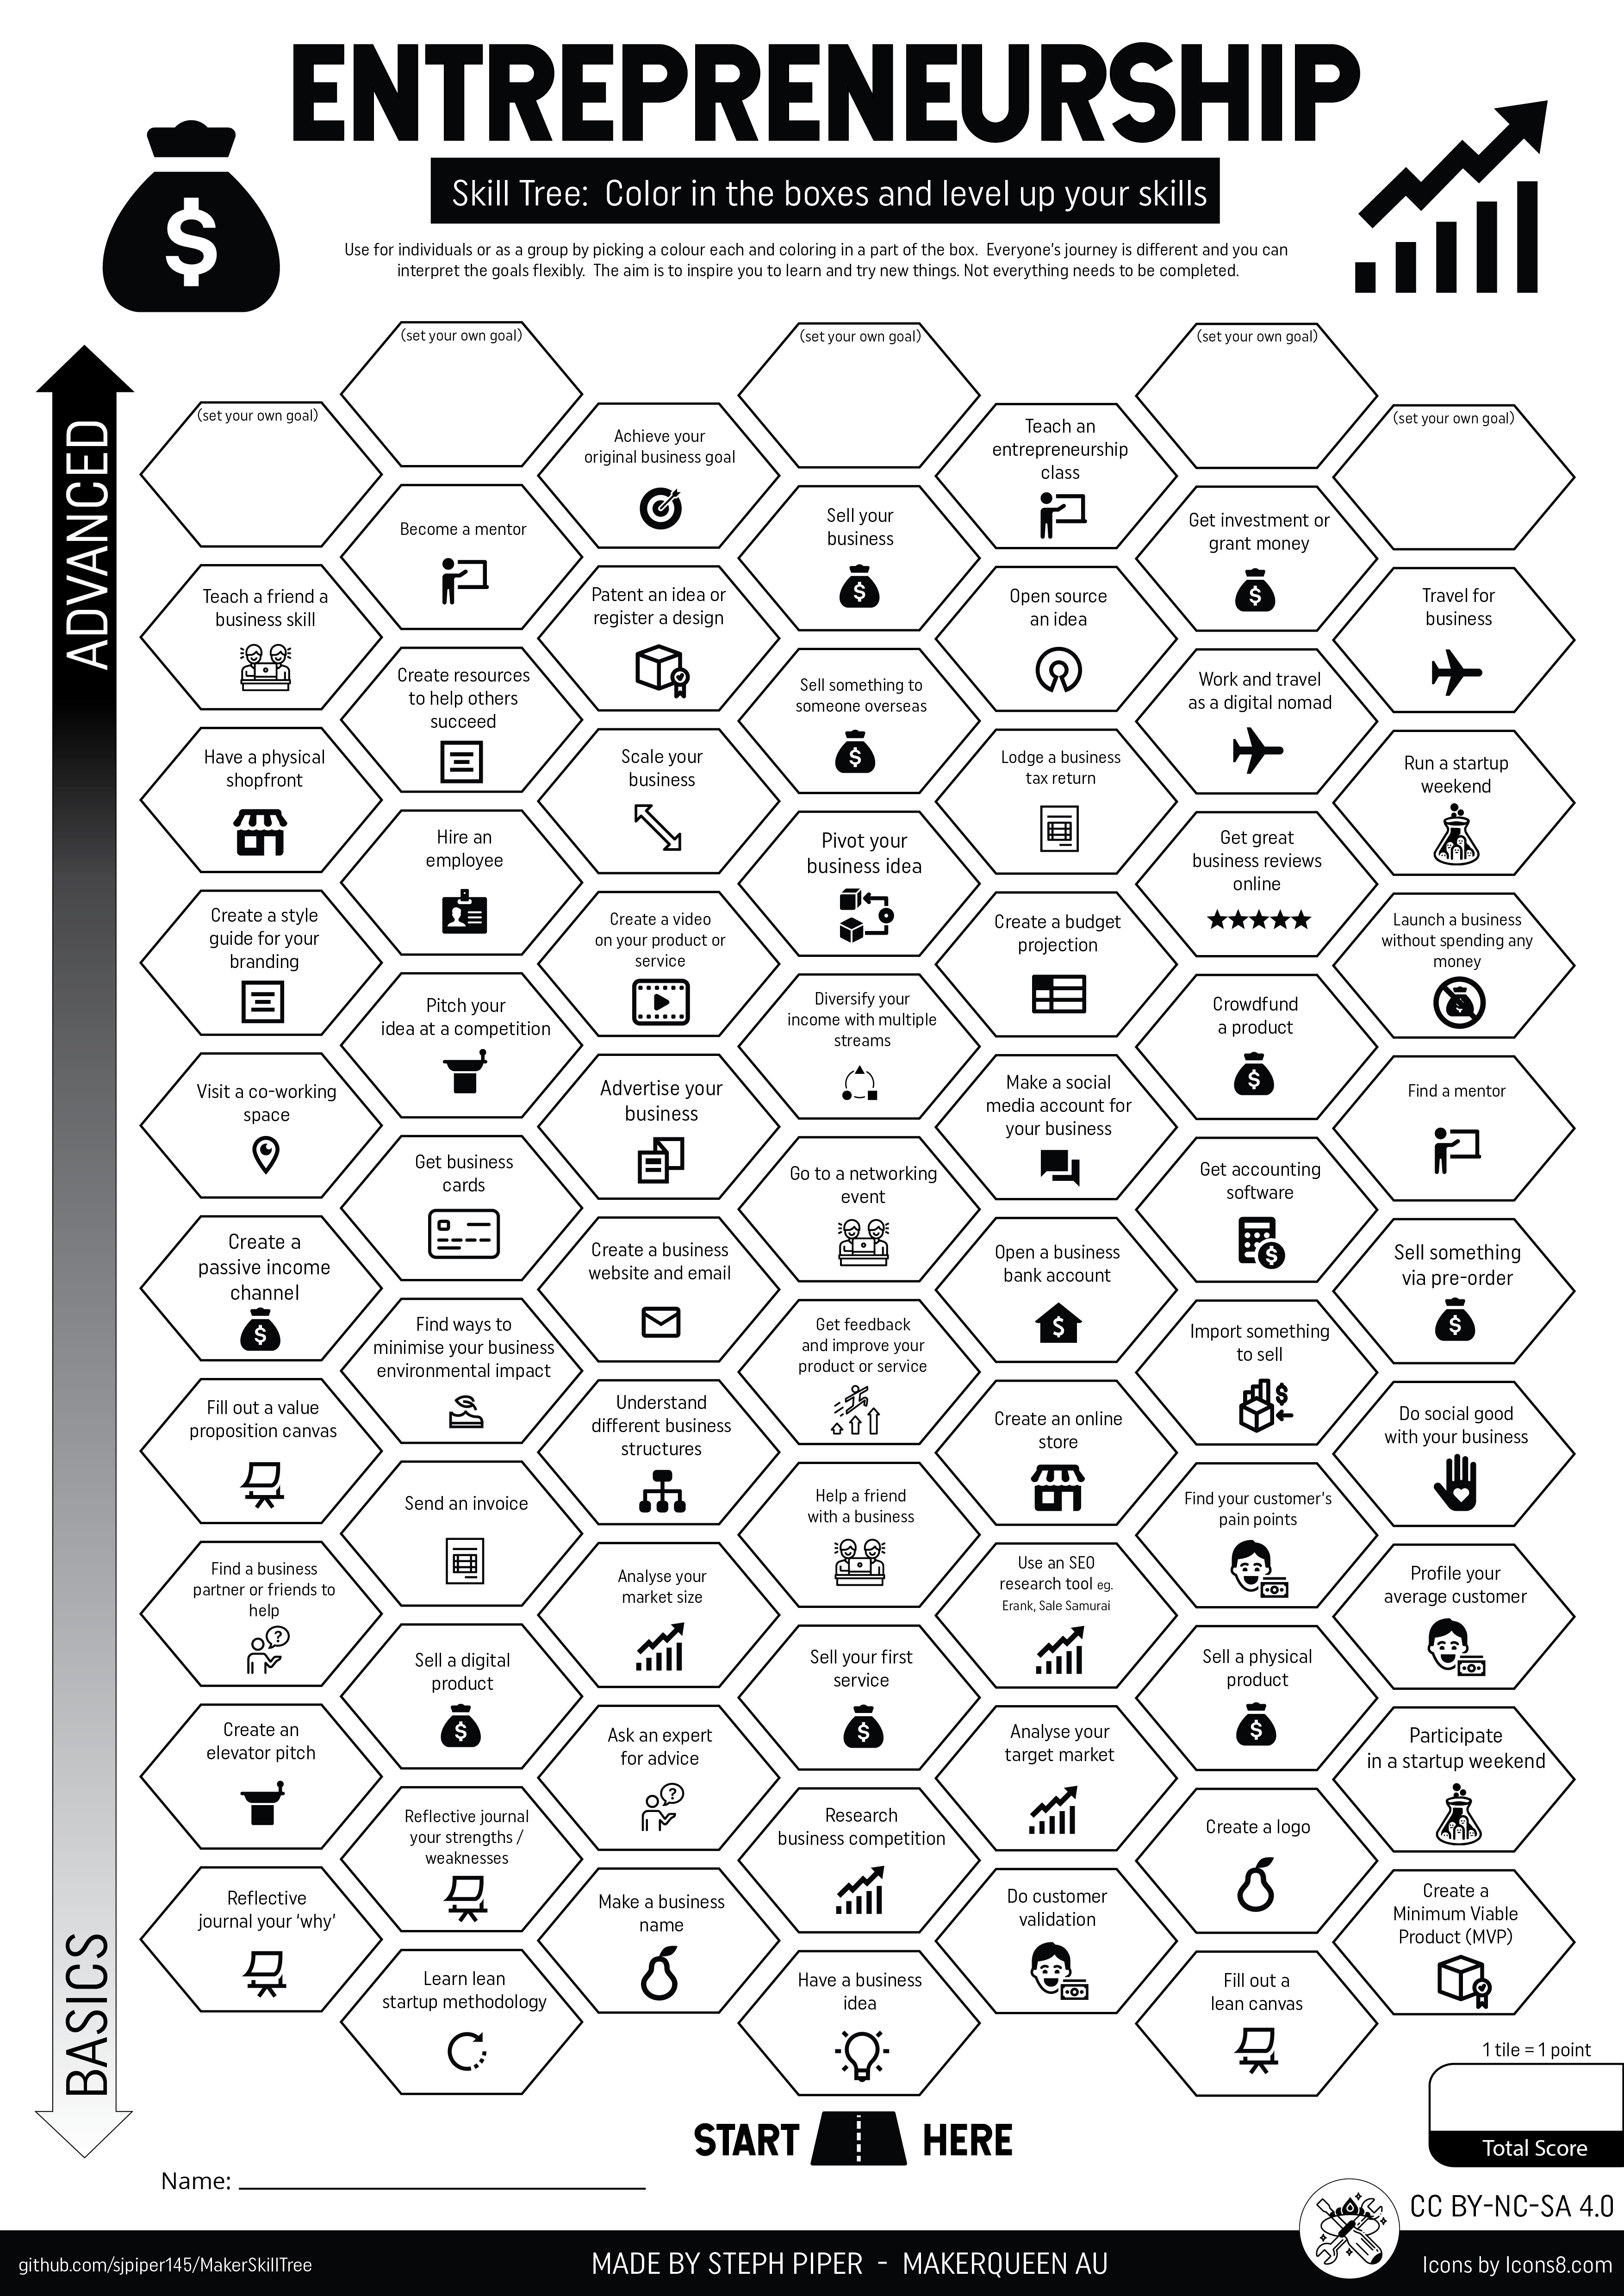 ENTREPRENEURSHIP
Skill Tree: Color in the boxes and level up your skills
Use for individuals or as a group by picking a colour each and coloring in a part of the box. Everyone's journey is different and you can
interpret the goals flexibly. The aim is to inspire you to learn and try new things. Not everything needs to be completed.
ADVANCED
BASICS
(set your own goal)
(set your own goal)
(set your own goal)
(set your own goal)
(set your own goal)
Achieve your
original business goal
Teach an
entrepreneurship
class
Become a mentor
Sell your
business
Get investment or
grant money
Teach a friend a
business skill
Patent an idea or
register a design
Open source
an idea
Travel for
business
Create resources
to help others
succeed
Sell something to
someone overseas
Work and travel
as a digital nomad
Have a physical
shopfront
Scale your
business
Lodge a business
tax return
Run a startup
weekend
Hire an
employee
Pivot your
business idea
Get great
business reviews
online
Create a style
guide for your
branding
Create a video
on your product or
service
Create a budget
projection
Launch a business
without spending any
money
Pitch your
idea at a competition
Diversify your
income with multiple
streams
Crowdfund
a product
Visit a co-working
space
Advertise your
business
Make a social
media account for
your business
Find a mentor
Get business
cards
Go to a networking
event
Get accounting
software
Create a
passive income
channel
Create a business
website and email
Open a business
bank account
Sell something
via pre-order
Find ways to
minimise your business
environmental impact
Get feedback
and improve your
product or service
Import something
to sell
Fill out a value
proposition canvas
Understand
different business
structures
Create an online
store
Do social good
with your business
Send an invoice
Help a friend
with a business
Find your customer's
pain points
Find a business
partner or friends to
help
Analyse your
market size
Use an SEO
research tool eg.
Erank, Sale Samurai
Profile your
average customer
Sell a digital
product
Sell your first
service
Sell a physical
product
Create an
elevator pitch
Ask an expert
for advice
Analyse your
target market
Participate
in a startup weekend
Reflective journal
your strengths /
weaknesses
Research
business competition
Create a logo
Reflective
journal your 'why'
Make a business
name
Do customer
validation
Create a
Minimum Viable
Product (MVP)
Learn lean
startup methodology
Have a business
idea
Fill out a
lean canvas
1 tile = 1 point
Total Score
START HERE
Name:
CC BY-NC-SA 4.0
github.com/sjpiper145/MakerSkillTree
MADE BY STEPH PIPER - MAKERQUEEN AU
Icons by Icons8.com